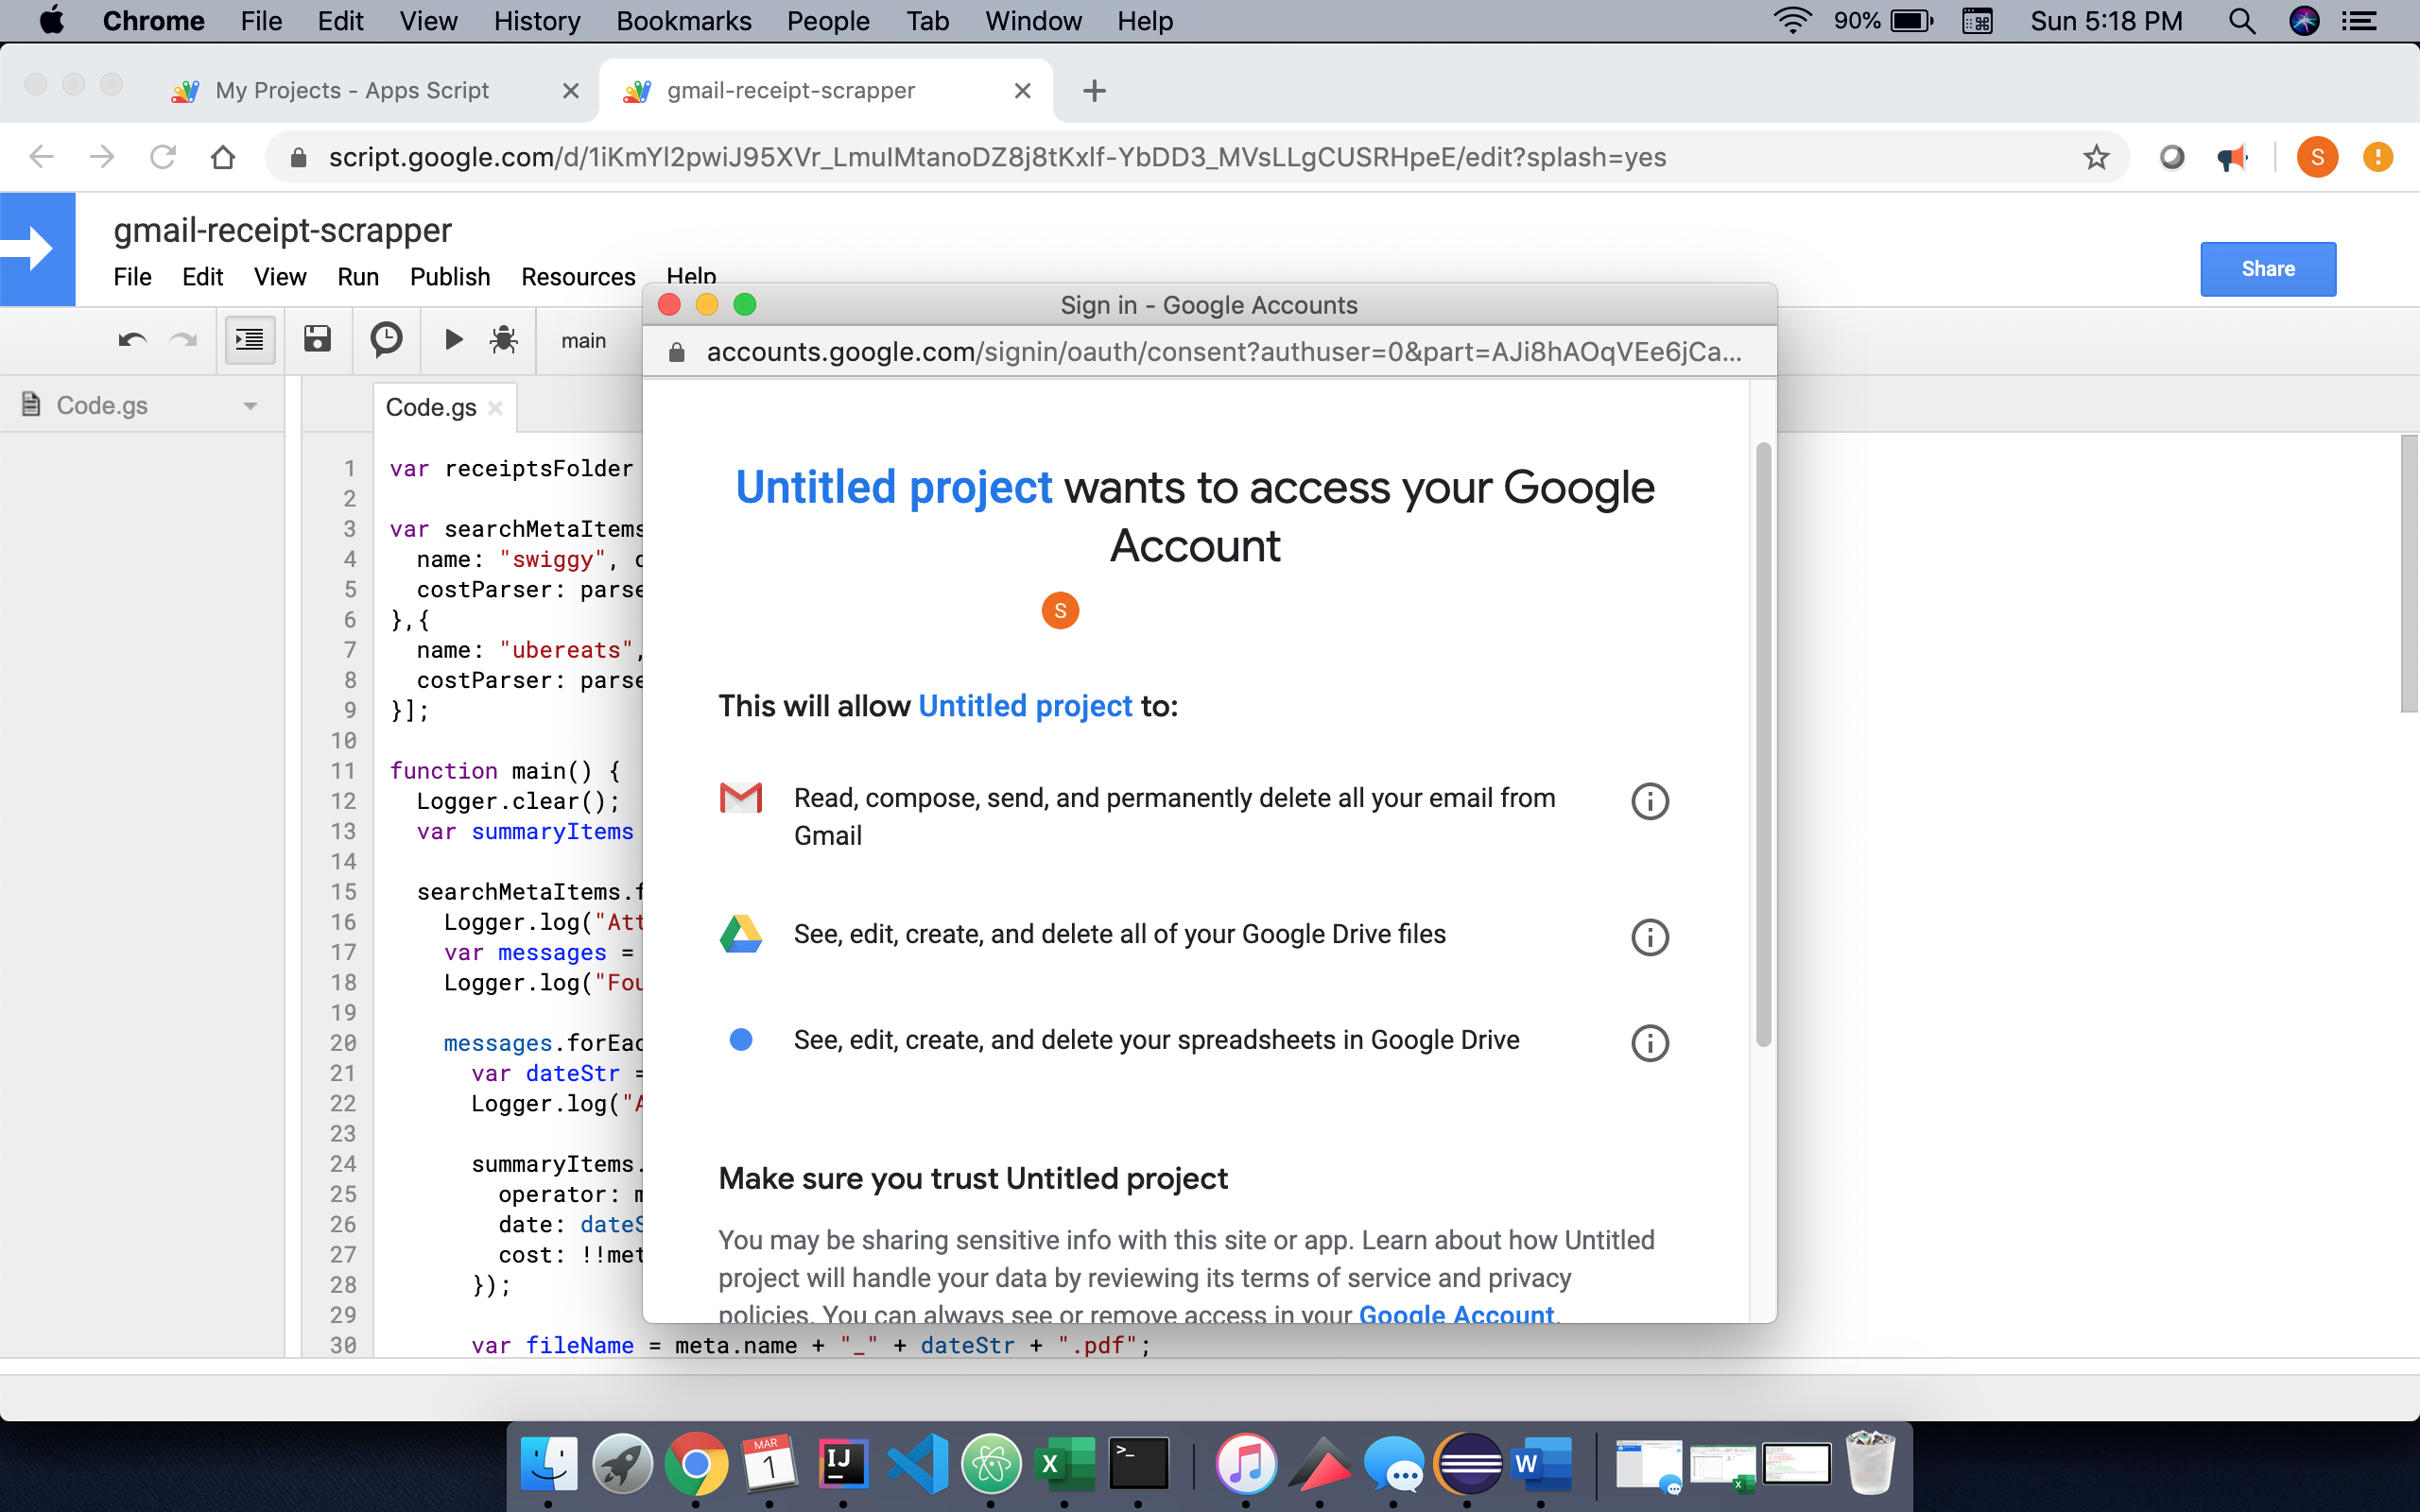 Chrome File Edit View History Bookmarks People Tab Window Help 90% Sun 5:18 PM
My Projects - Apps Script
gmail-receipt-scrapper
script.google.com/d/1iKmYl2pwiJ95XVr_LmuIMtanoDZ8j8tKxlf-YbDD3_MVsLLgCUSRHpeE/edit?splash=yes
S
!
gmail-receipt-scrapper
File Edit View Run Publish Resources Help
Share
main
Code.gs
Code.gs
1 var receiptsFolder
2
3 var searchMetaItems
4 name: "swiggy",
5 costParser: parse
6 },{
7 name: "ubereats",
8 costParser: parse
9 }];
10
11 function main() {
12 Logger.clear();
13 var summaryItems
14
15 searchMetaItems.f
16 Logger.log("Att
17 var messages =
18 Logger.log("Fou
19
20 messages.forEac
21 var dateStr =
22 Logger.log("A
23
24 summaryItems.
25 operator: m
26 date: dateS
27 cost: !!met
28 });
29
30 var fileName = meta.name + "_" + dateStr + ".pdf";
Sign in - Google Accounts
accounts.google.com/signin/oauth/consent?authuser=0&part=AJi8hAOqVEe6jCa...
Untitled project wants to access your Google
Account
S
This will allow Untitled project to:
Read, compose, send, and permanently delete all your email from
Gmail
See, edit, create, and delete all of your Google Drive files
See, edit, create, and delete your spreadsheets in Google Drive
Make sure you trust Untitled project
You may be sharing sensitive info with this site or app. Learn about how Untitled
project will handle your data by reviewing its terms of service and privacy
policies. You can always see or remove access in your Google Account.
MAR
1
IJ
X
>_
W